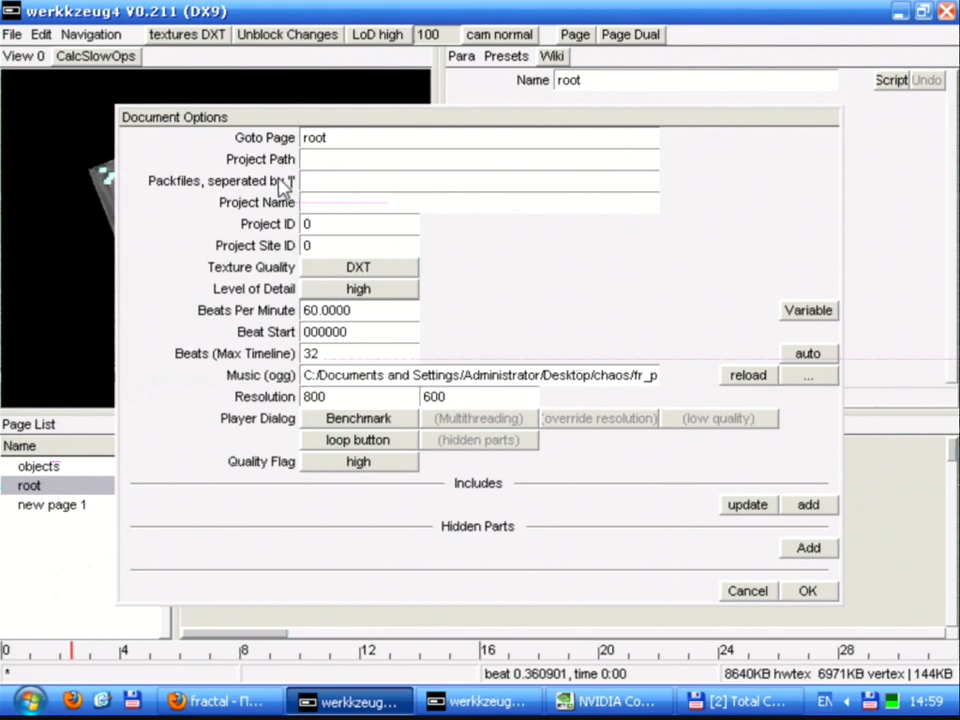 werkkzeug4 V0.211 (DX9)
File Edit Navigation textures DXT Unblock Changes LoD high 100 cam normal Page Page Dual
View 0 CalcSlowOps Para Presets Wiki
Name root Script Undo
Document Options
Goto Page root
Project Path
Packfiles, seperated by '|'
Project Name
Project ID 0
Project Site ID 0
Texture Quality DXT
Level of Detail high
Beats Per Minute 60.0000 Variable
Beat Start 000000
Beats (Max Timeline) 32 auto
Music (ogg) C:/Documents and Settings/Administrator/Desktop/chaos/fr_p reload ...
Resolution 800 600
Player Dialog Benchmark (Multithreading) (override resolution) (low quality)
loop button (hidden parts)
Quality Flag high
Includes
update add
Hidden Parts
Add
Cancel OK
Page List
Name
objects
root
new page 1
0 4 8 12 16 20 24 28
* beat 0.360901, time 0:00 8640KB hwtex 6971KB vertex 144KB
fractal - П... werkkzeug... werkkzeug... NVIDIA Co... [2] Total C... EN 14:59